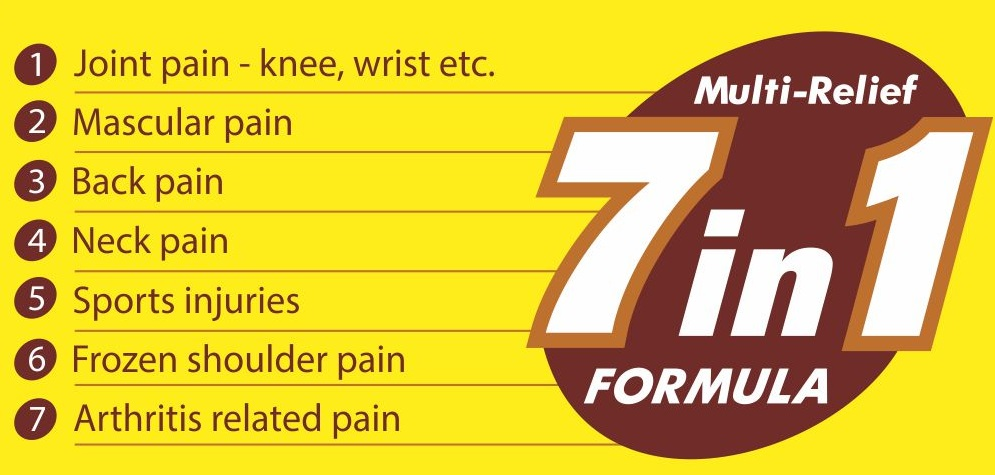 1 Joint pain - knee, wrist etc.
2 Mascular pain
3 Back pain
4 Neck pain
5 Sports injuries
6 Frozen shoulder pain
7 Arthritis related pain
Multi-Relief
7 in 1
FORMULA